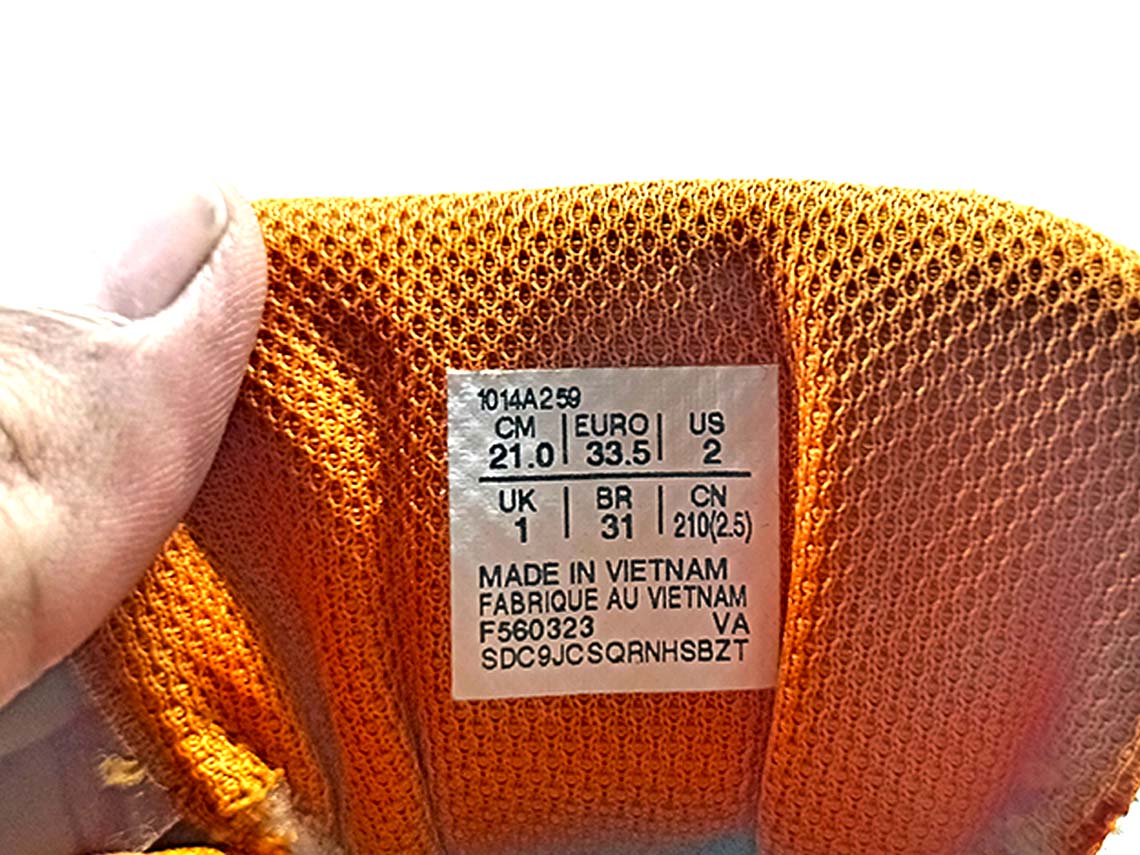 1014A259
CM | EURO | US
21.0 | 33.5 | 2
UK | BR | CN
1 | 31 | 210(2.5)
MADE IN VIETNAM
FABRIQUE AU VIETNAM
F560323 VA
SDC9JCSQRNHSBZT